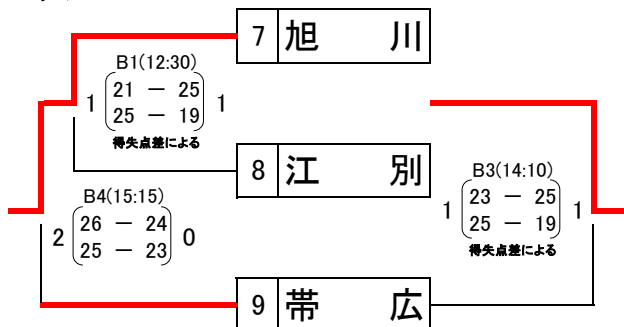 7 旭 川
B1(12:30)
1 21 － 25 1
25 － 19
得失点差による
8 江 別
B3(14:10)
1 23 － 25 1
25 － 19
得失点差による
B4(15:15)
2 26 － 24 0
25 － 23
9 帯 広